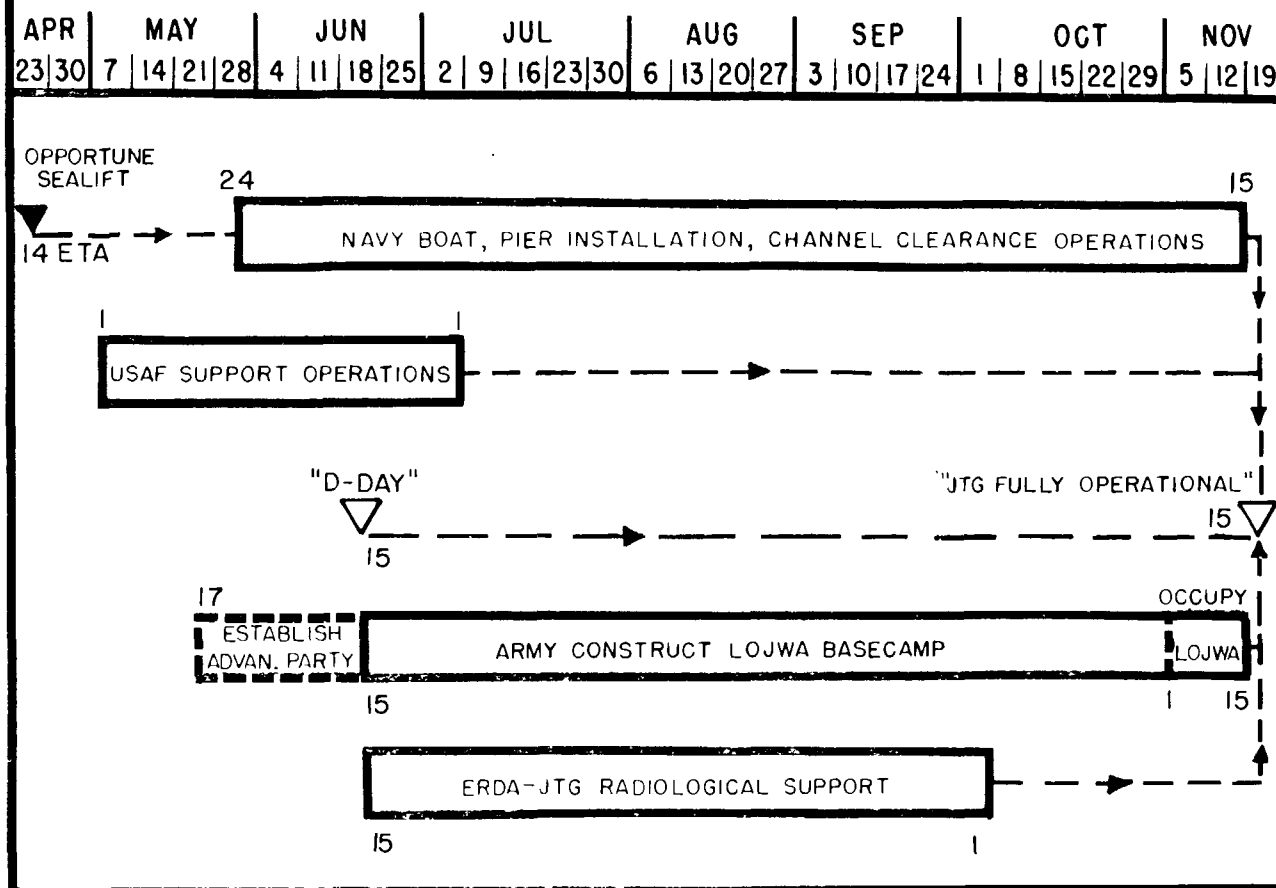 APR MAY JUN JUL AUG SEP OCT NOV
23 30 7 14 21 28 4 11 18 25 2 9 16 23 30 6 13 20 27 3 10 17 24 1 8 15 22 29 5 12 19
OPPORTUNE
SEALIFT
24
15
14 ETA
NAVY BOAT, PIER INSTALLATION, CHANNEL CLEARANCE OPERATIONS
1
1
USAF SUPPORT OPERATIONS
"D-DAY"
"JTG FULLY OPERATIONAL"
15
15
17
OCCUPY
ESTABLISH
ADVAN. PARTY
ARMY CONSTRUCT LOJWA BASECAMP
LOJWA
15
1
15
ERDA-JTG RADIOLOGICAL SUPPORT
15
1